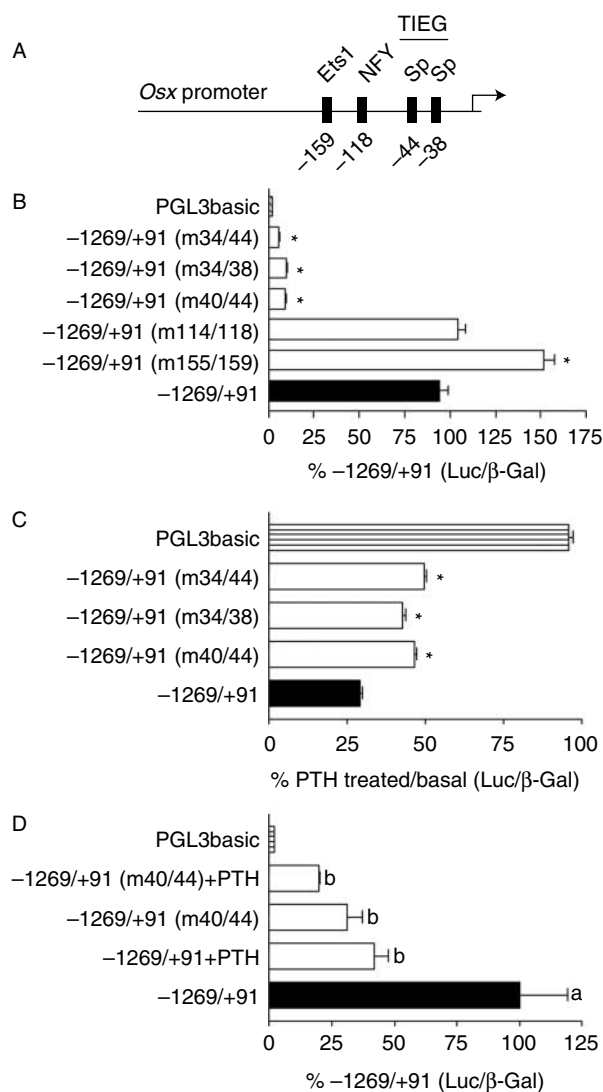 A
TIEG
Ets1 NFY Sp Sp
Osx promoter
–159 –118 –44 –38
B
PGL3basic
–1269/+91 (m34/44) *
–1269/+91 (m34/38) *
–1269/+91 (m40/44) *
–1269/+91 (m114/118)
–1269/+91 (m155/159) *
–1269/+91
0 25 50 75 100 125 150 175
% –1269/+91 (Luc/β-Gal)
C
PGL3basic
–1269/+91 (m34/44) *
–1269/+91 (m34/38) *
–1269/+91 (m40/44) *
–1269/+91
0 25 50 75 100
% PTH treated/basal (Luc/β-Gal)
D
PGL3basic
–1269/+91 (m40/44)+PTH b
–1269/+91 (m40/44) b
–1269/+91+PTH b
–1269/+91 a
0 25 50 75 100 125
% –1269/+91 (Luc/β-Gal)